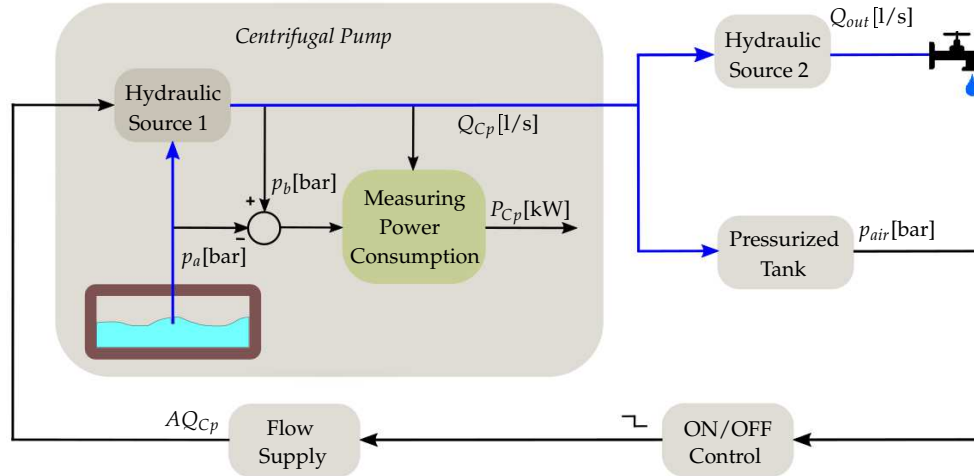 Centrifugal Pump
Q_out [l/s]
Hydraulic
Source 1
Hydraulic
Source 2
Q_Cp [l/s]
+
p_b [bar]
−
p_a [bar]
Measuring
Power
Consumption
P_Cp [kW]
Pressurized
Tank
p_air [bar]
AQ_Cp
Flow
Supply
ON/OFF
Control